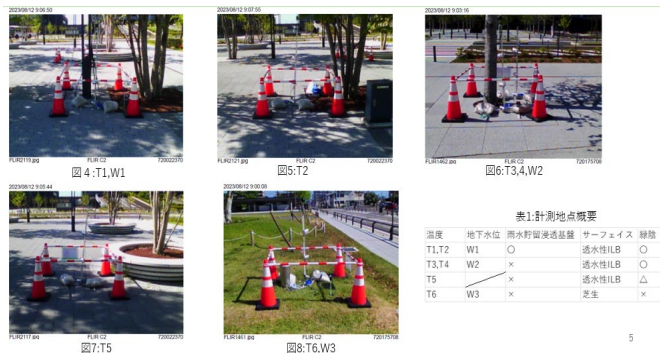 2023/08/12 9:06:50
2023/08/12 9:07:55
2023/08/12 9:03:16
FLIR2119.jpg FLIR C2 720022370
FLIR2121.jpg FLIR C2 720022370
FLIR1462.jpg FLIR C2 720175708
図4:T1,W1
図5:T2
図6:T3,4,W2
2023/08/12 9:05:44
2023/08/12 9:00:08
FLIR2117.jpg FLIR C2 720022370
FLIR1461.jpg FLIR C2 720175708
図7:T5
図8:T6,W3
表1:計測地点概要
温度 地下水位 雨水貯留浸透基盤 サーフェイス 緑陰
T1,T2 W1 〇 透水性ILB 〇
T3,T4 W2 × 透水性ILB 〇
T5 × 透水性ILB △
T6 W3 × 芝生 ×
5